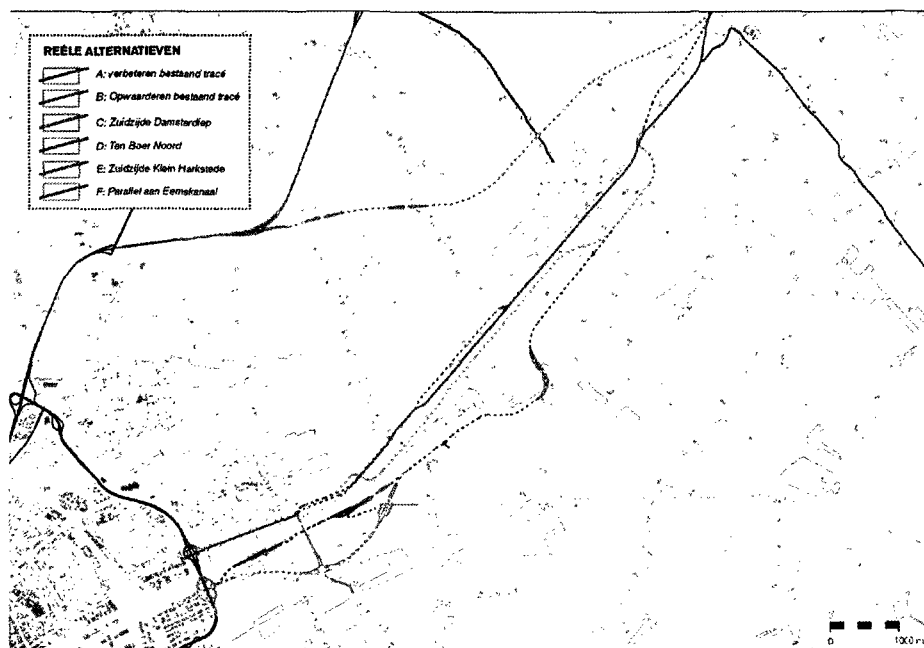 REËLE ALTERNATIEVEN
A: verbeteren bestaand tracé
B: Opwaarderen bestaand tracé
C: Zuidzijde Damsterdiep
D: Ten Boer Noord
E: Zuidzijde Klein Harkstede
F: Parallel aan Eemskanaal
0 1000 m